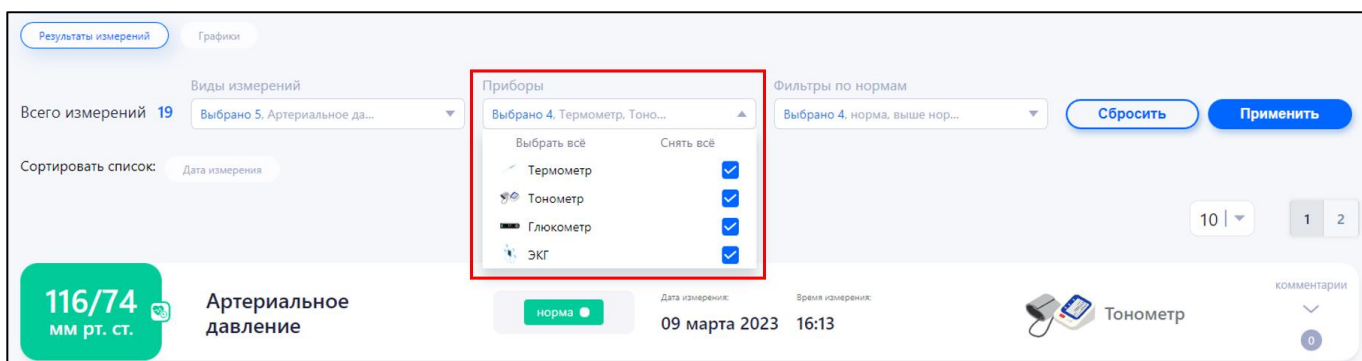 Результаты измерений
Графики
Виды измерений
Приборы
Фильтры по нормам
Всего измерений 19
Выбрано 5, Артериальное да...
Выбрано 4, Термометр, Тоно...
Выбрано 4, норма, выше нор...
Сбросить
Применить
Выбрать всё
Снять всё
Сортировать список:
Дата измерения
Термометр
Тонометр
Глюкометр
ЭКГ
10
1
2
116/74
мм рт. ст.
Артериальное
давление
норма
Дата измерения:
09 марта 2023
Время измерения:
16:13
Тонометр
комментарии
0